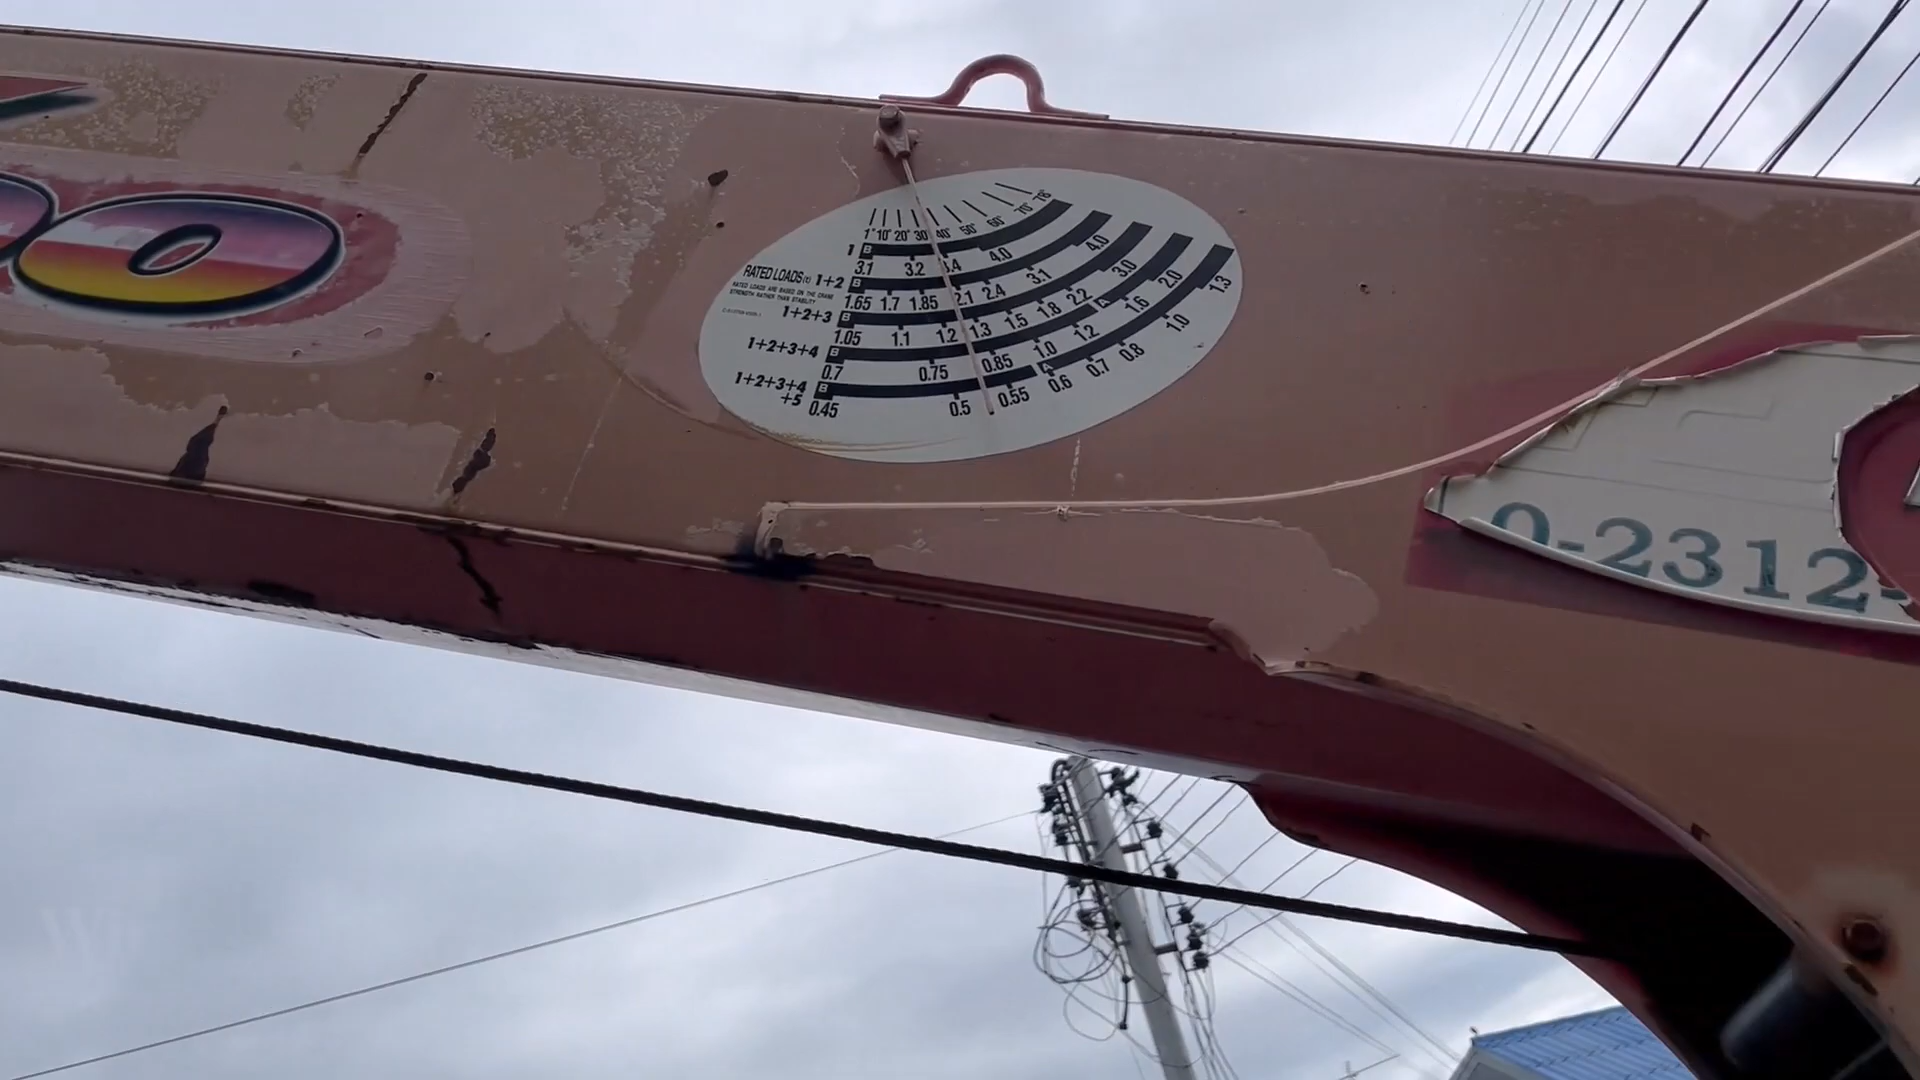 00
1° 10° 20° 30° 40° 50° 60° 70° 78°
1 B
3.1 3.2 3.4 4.0
RATED LOADS(t) 1+2 B 4.0
RATED LOADS ARE BASED ON THE CRANE
STRENGTH RATHER THAN STABILITY
1.65 1.7 1.85 2.1 2.4 3.1
1+2+3 B 3.0
1.05 1.1 1.2 1.3 1.5 1.8 2.2 A
1+2+3+4 B 2.0
0.7 0.75 0.85 1.0 1.2 1.6
1+2+3+4 B A 1.3
+5
0.45 0.5 0.55 0.6 0.7 0.8 1.0
0-2312-